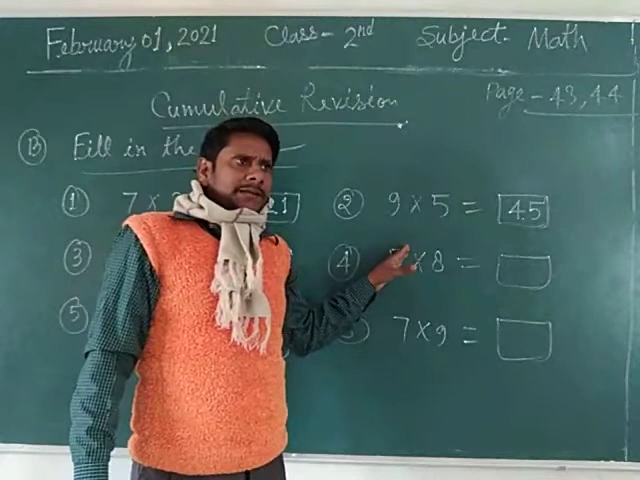 February 01, 2021 Class - 2nd Subject - Math
Cumulative Revision Page - 43, 44
B Fill in the
1 7 × 21 2 9 × 5 = 45
3 4 × 8 =
5 7 × 9 =